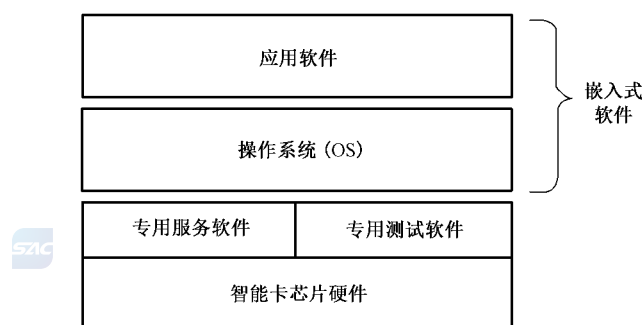 应用软件
嵌入式
软件
操作系统 (OS)
专用服务软件
专用测试软件
SAC
智能卡芯片硬件